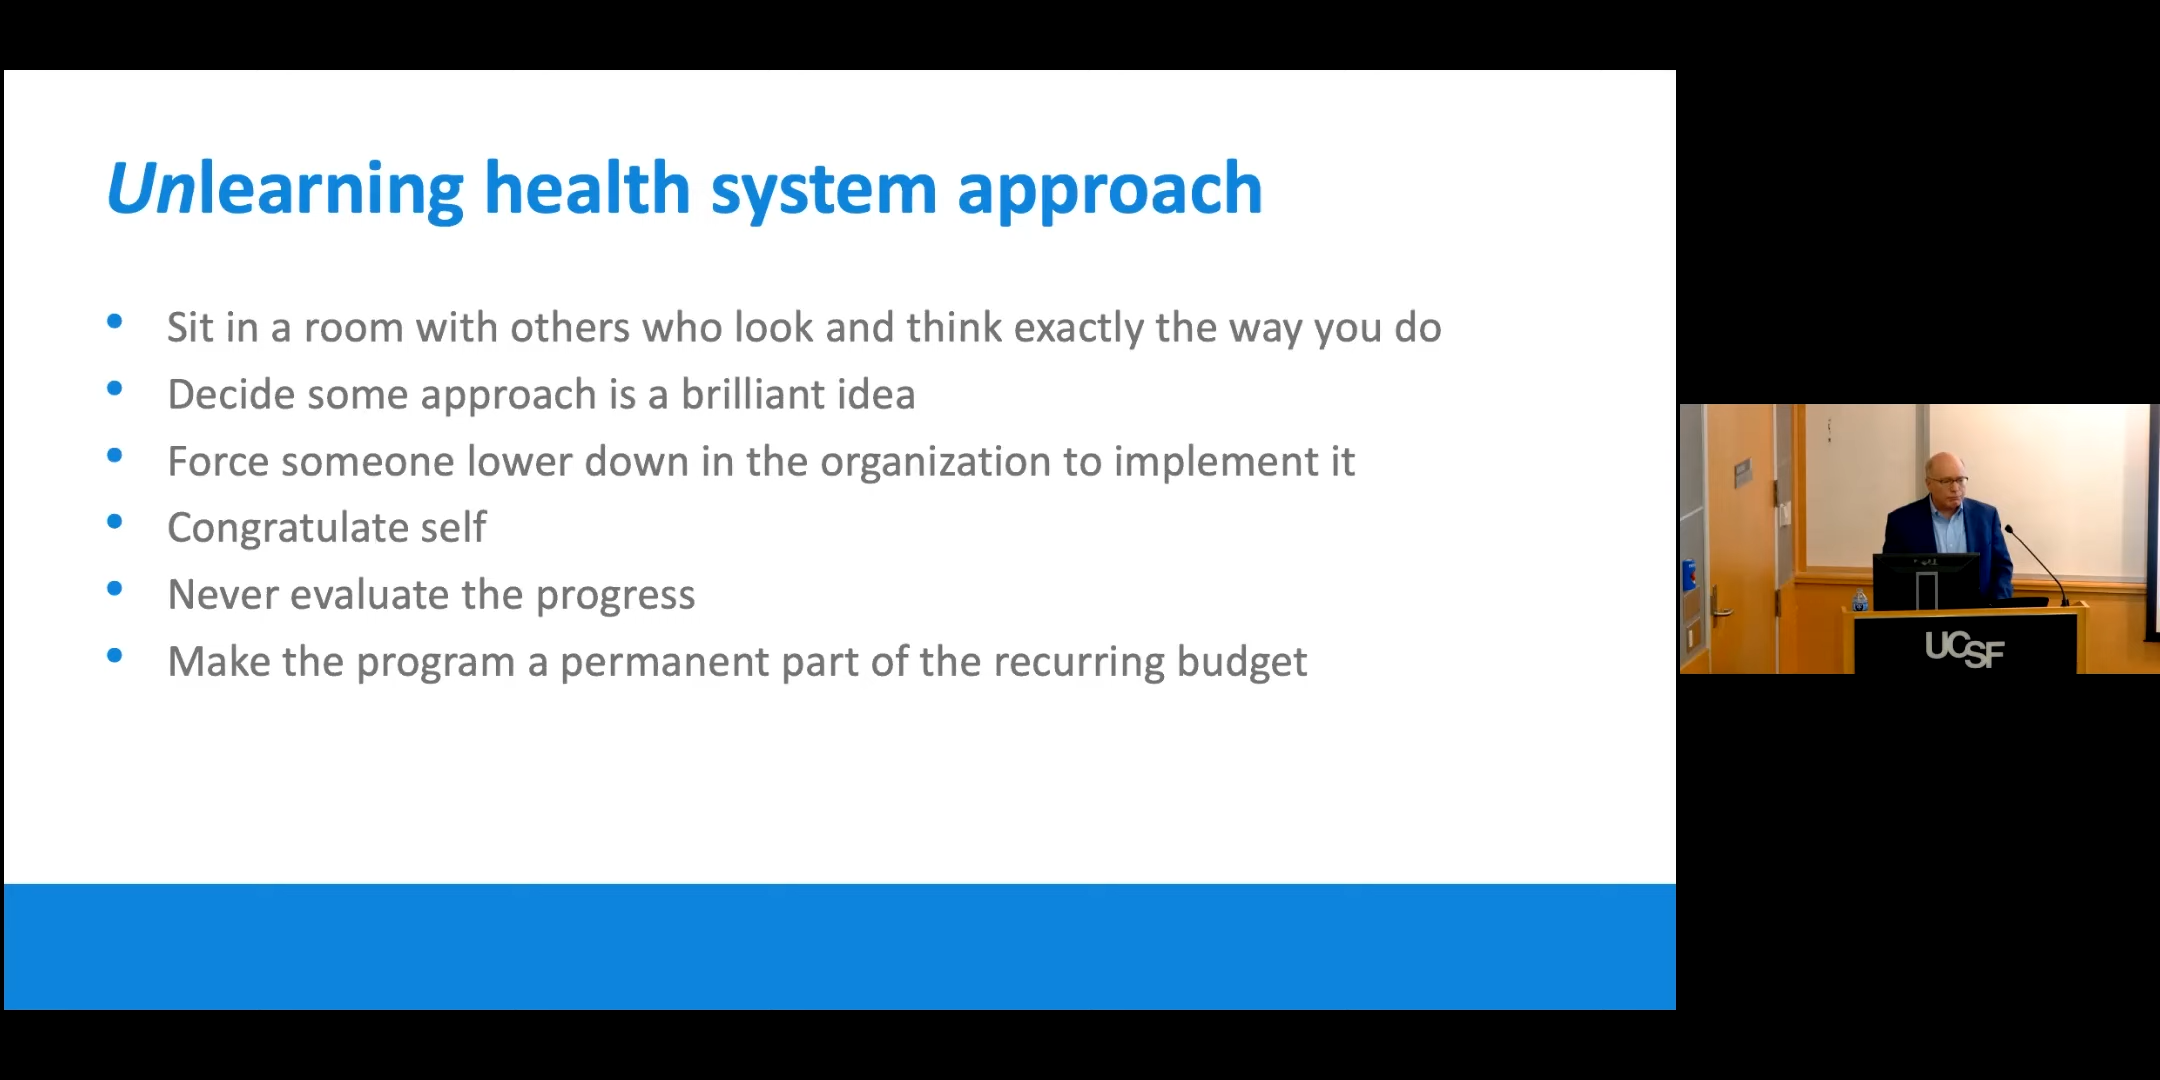 Unlearning health system approach
• Sit in a room with others who look and think exactly the way you do
• Decide some approach is a brilliant idea
• Force someone lower down in the organization to implement it
• Congratulate self
• Never evaluate the progress
• Make the program a permanent part of the recurring budget
UCSF